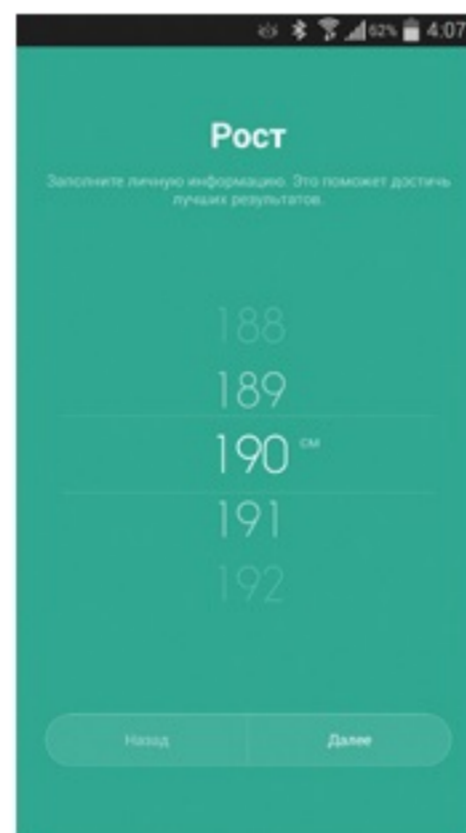 62% 4:07
Рост
Заполните личную информацию. Это поможет достичь
лучших результатов.
188
189
190 см
191
192
Назад Далее